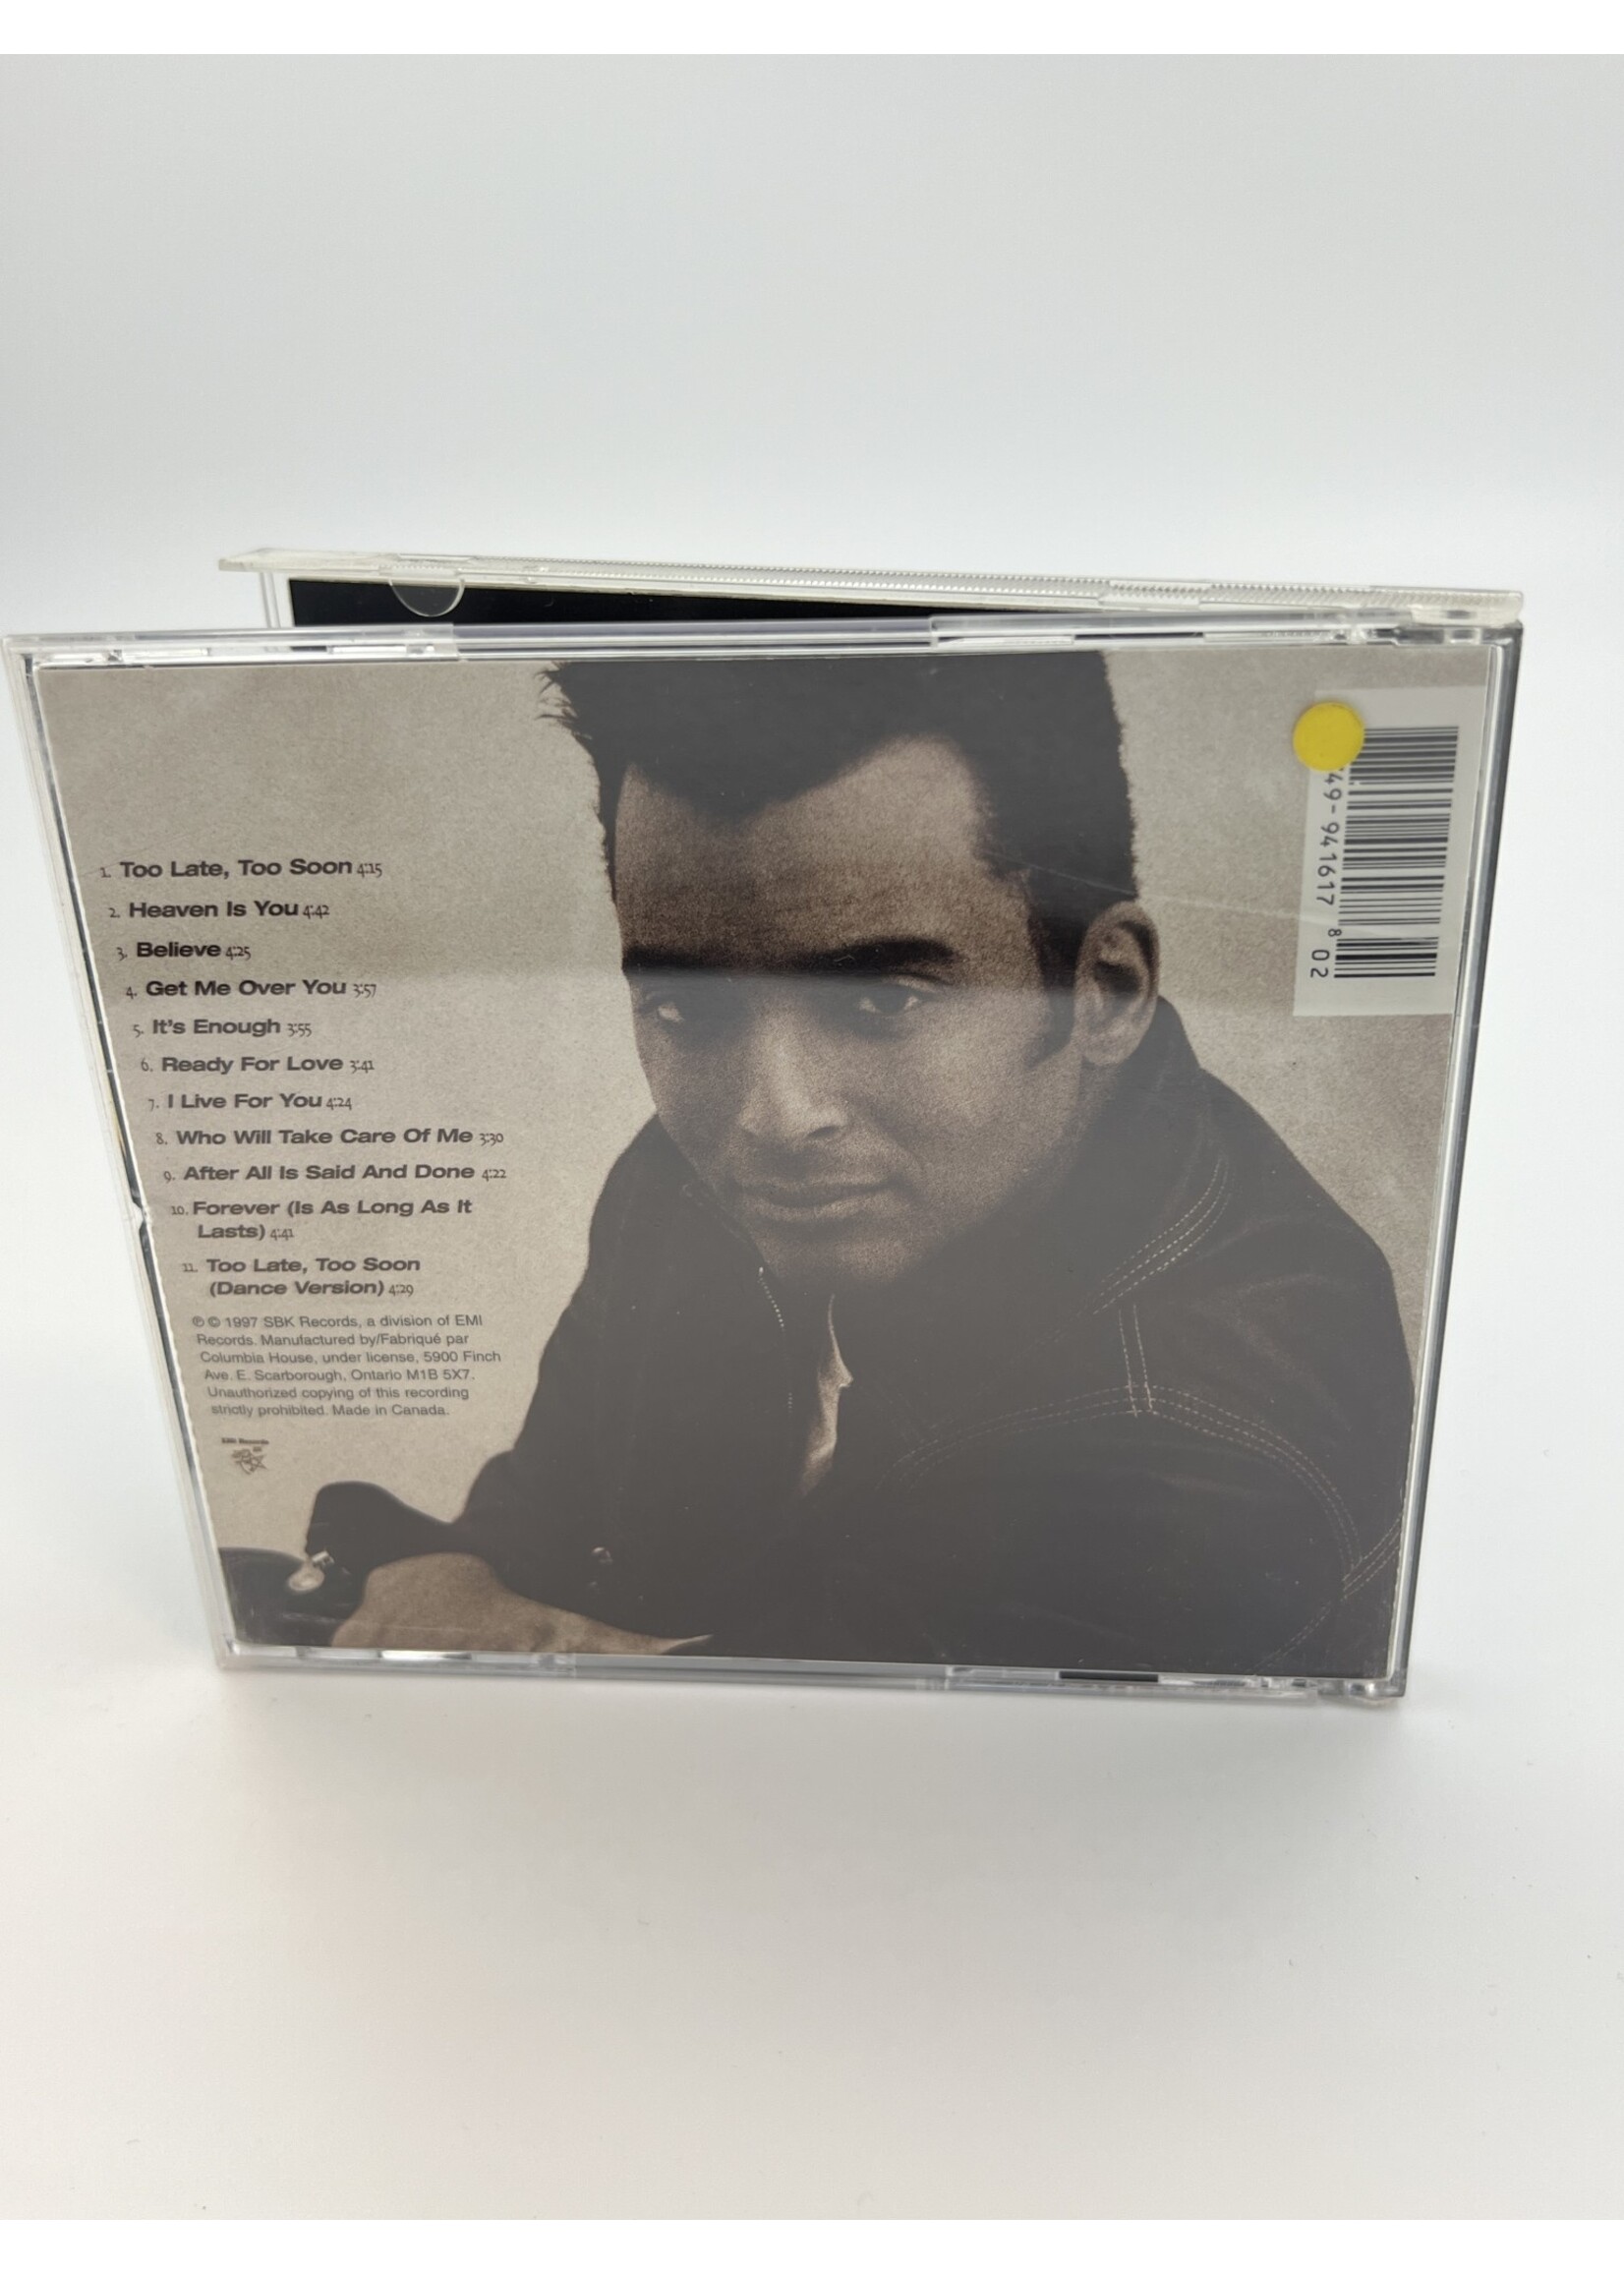 1. Too Late, Too Soon 4:15
2. Heaven Is You 4:42
3. Believe 4:25
4. Get Me Over You 3:57
5. It's Enough 3:55
6. Ready For Love 3:41
7. I Live For You 4:24
8. Who Will Take Care Of Me 3:30
9. After All Is Said And Done 4:22
10. Forever (Is As Long As It
Lasts) 4:41
11. Too Late, Too Soon
(Dance Version) 4:29
℗ © 1997 SBK Records, a division of EMI
Records. Manufactured by/Fabriqué par
Columbia House, under license, 5900 Finch
Ave. E. Scarborough, Ontario M1B 5X7.
Unauthorized copying of this recording
strictly prohibited. Made in Canada.
SBK Records
49-941617 8 02